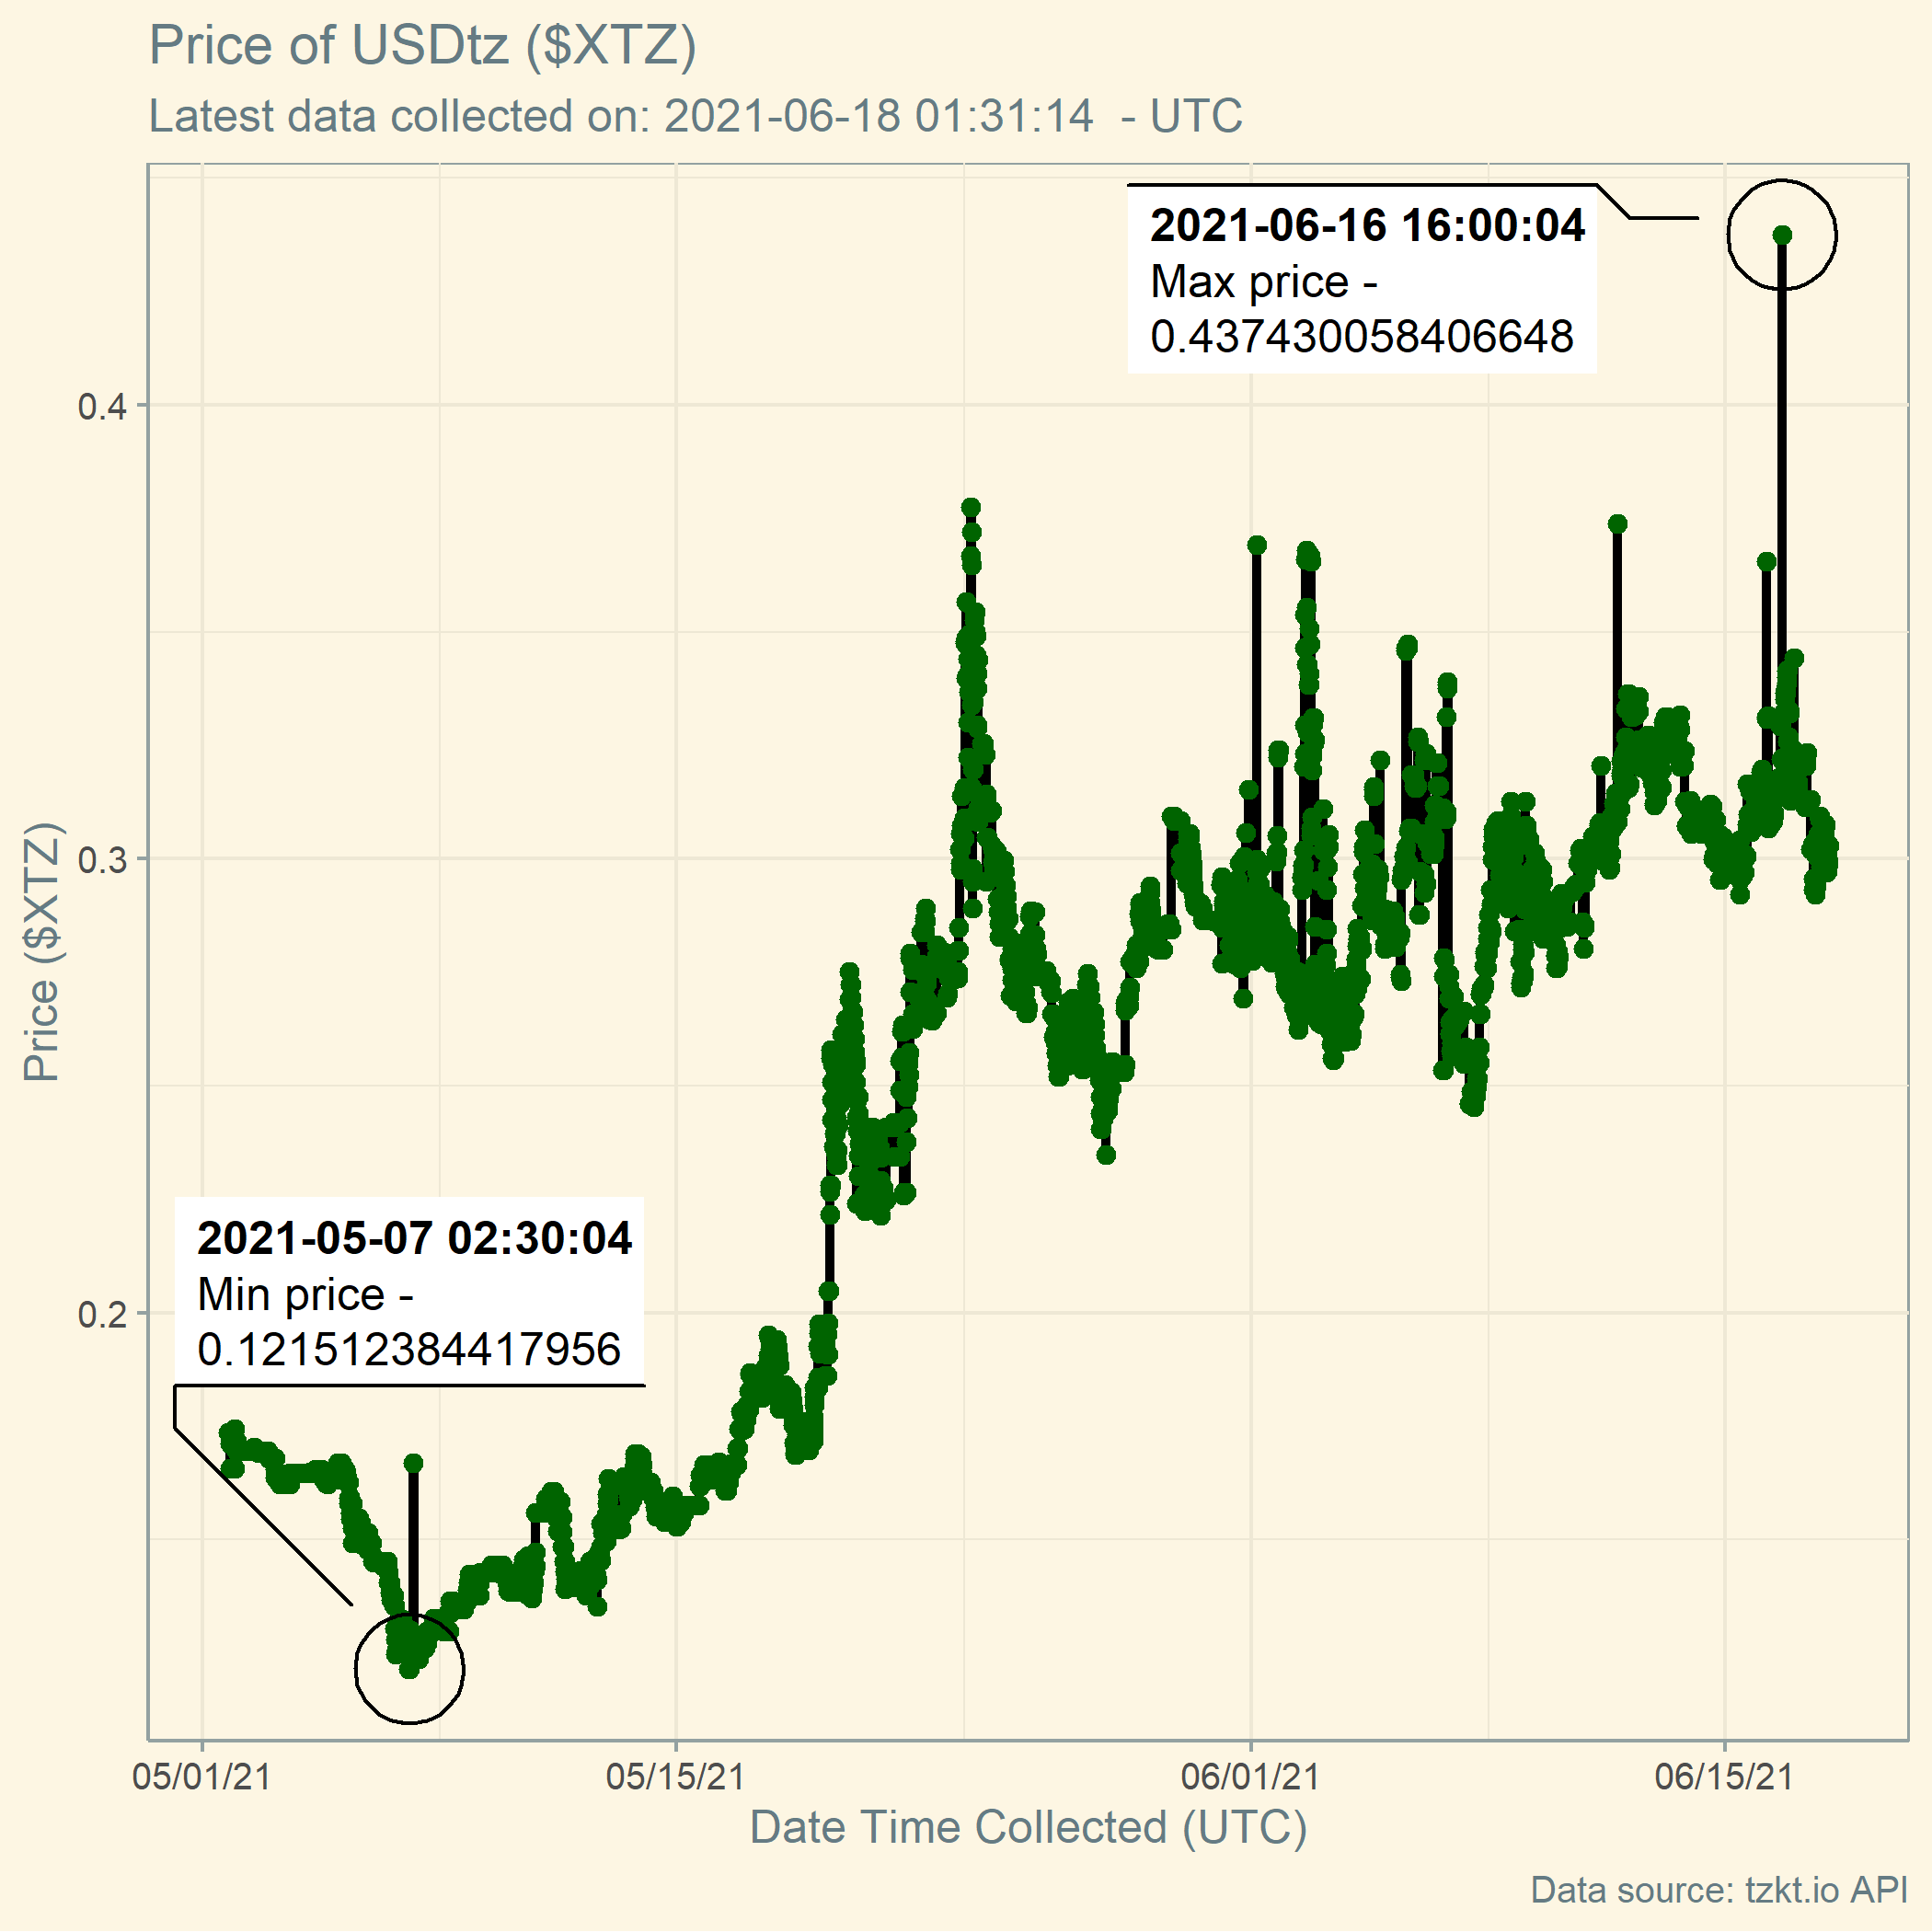 Price of USDtz ($XTZ)
Latest data collected on: 2021-06-18 01:31:14  - UTC
2021-06-16 16:00:04
Max price -
0.437430058406648
0.4
0.3
2021-05-07 02:30:04
Min price -
0.121512384417956
0.2
Price ($XTZ)
05/01/21
05/15/21
06/01/21
06/15/21
Date Time Collected (UTC)
Data source: tzkt.io API